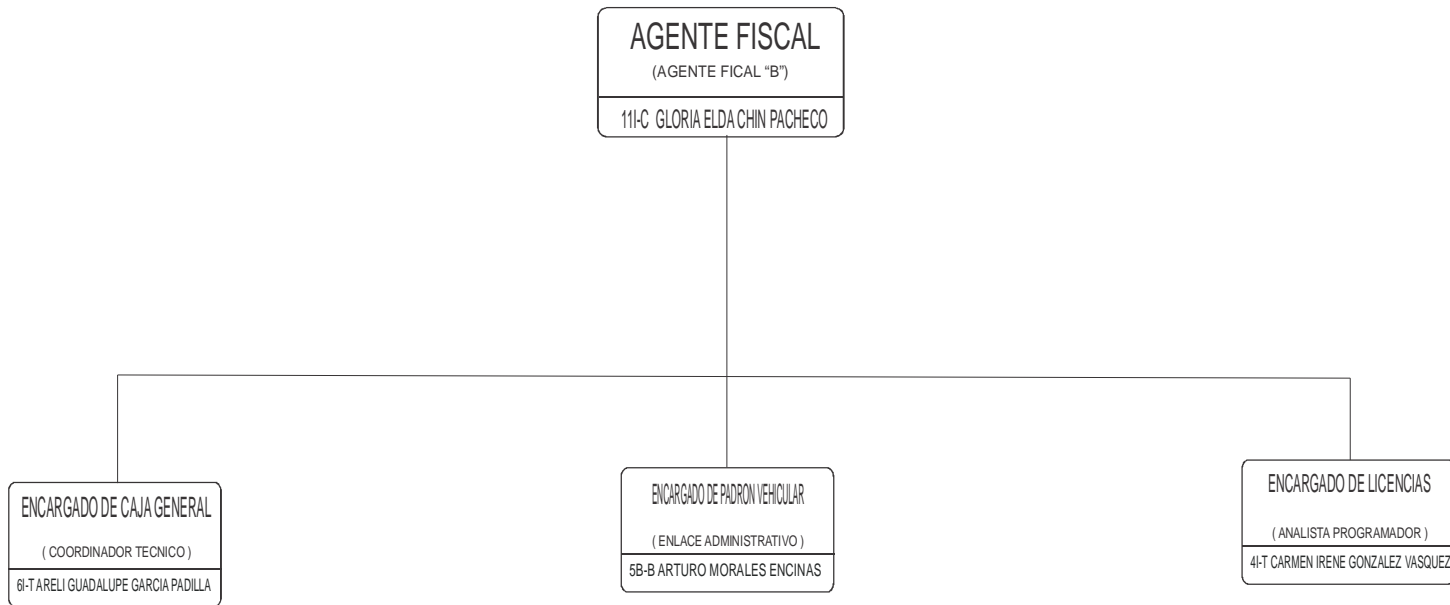 AGENTE FISCAL
(AGENTE FICAL “B”)
11I-C GLORIA ELDA CHIN PACHECO
ENCARGADO DE CAJA GENERAL
( COORDINADOR TECNICO )
6I-T ARELI GUADALUPE GARCIA PADILLA
ENCARGADO DE PADRON VEHICULAR
( ENLACE ADMINISTRATIVO )
5B-B ARTURO MORALES ENCINAS
ENCARGADO DE LICENCIAS
( ANALISTA PROGRAMADOR )
4I-T CARMEN IRENE GONZALEZ VASQUEZ